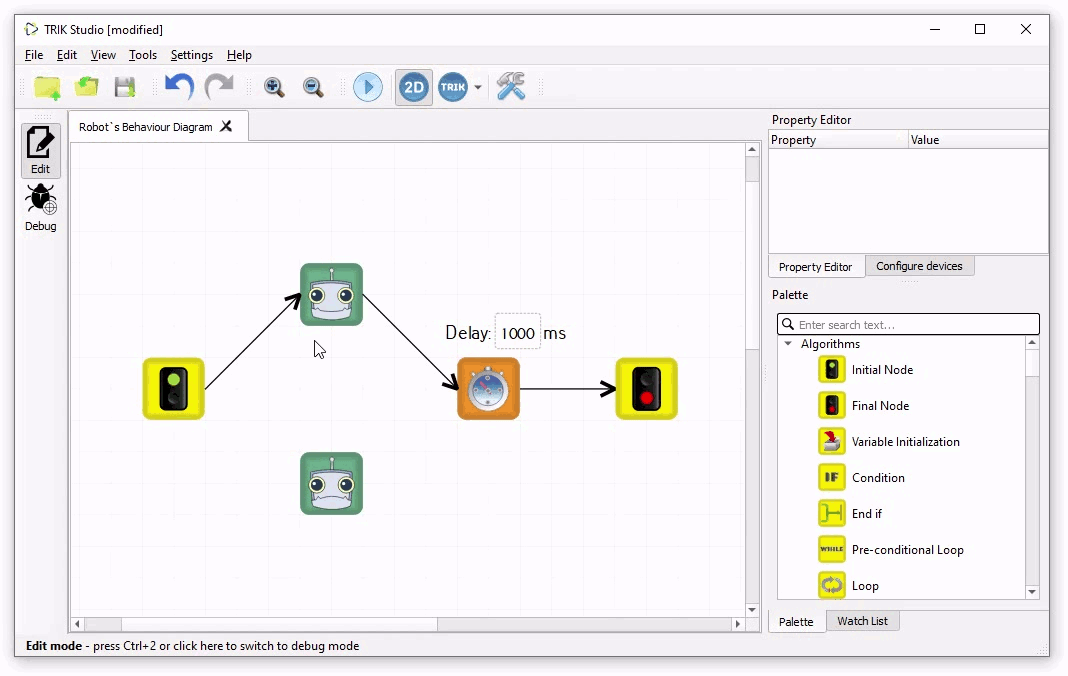 TRIK Studio [modified]
File Edit View Tools Settings Help
2D TRIK
Robot`s Behaviour Diagram
Edit
Debug
Delay: 1000 ms
Property Editor
Property Value
Property Editor Configure devices
Palette
Enter search text...
Algorithms
Initial Node
Final Node
Variable Initialization
IF Condition
End if
WHILE Pre-conditional Loop
Loop
Palette Watch List
Edit mode - press Ctrl+2 or click here to switch to debug mode